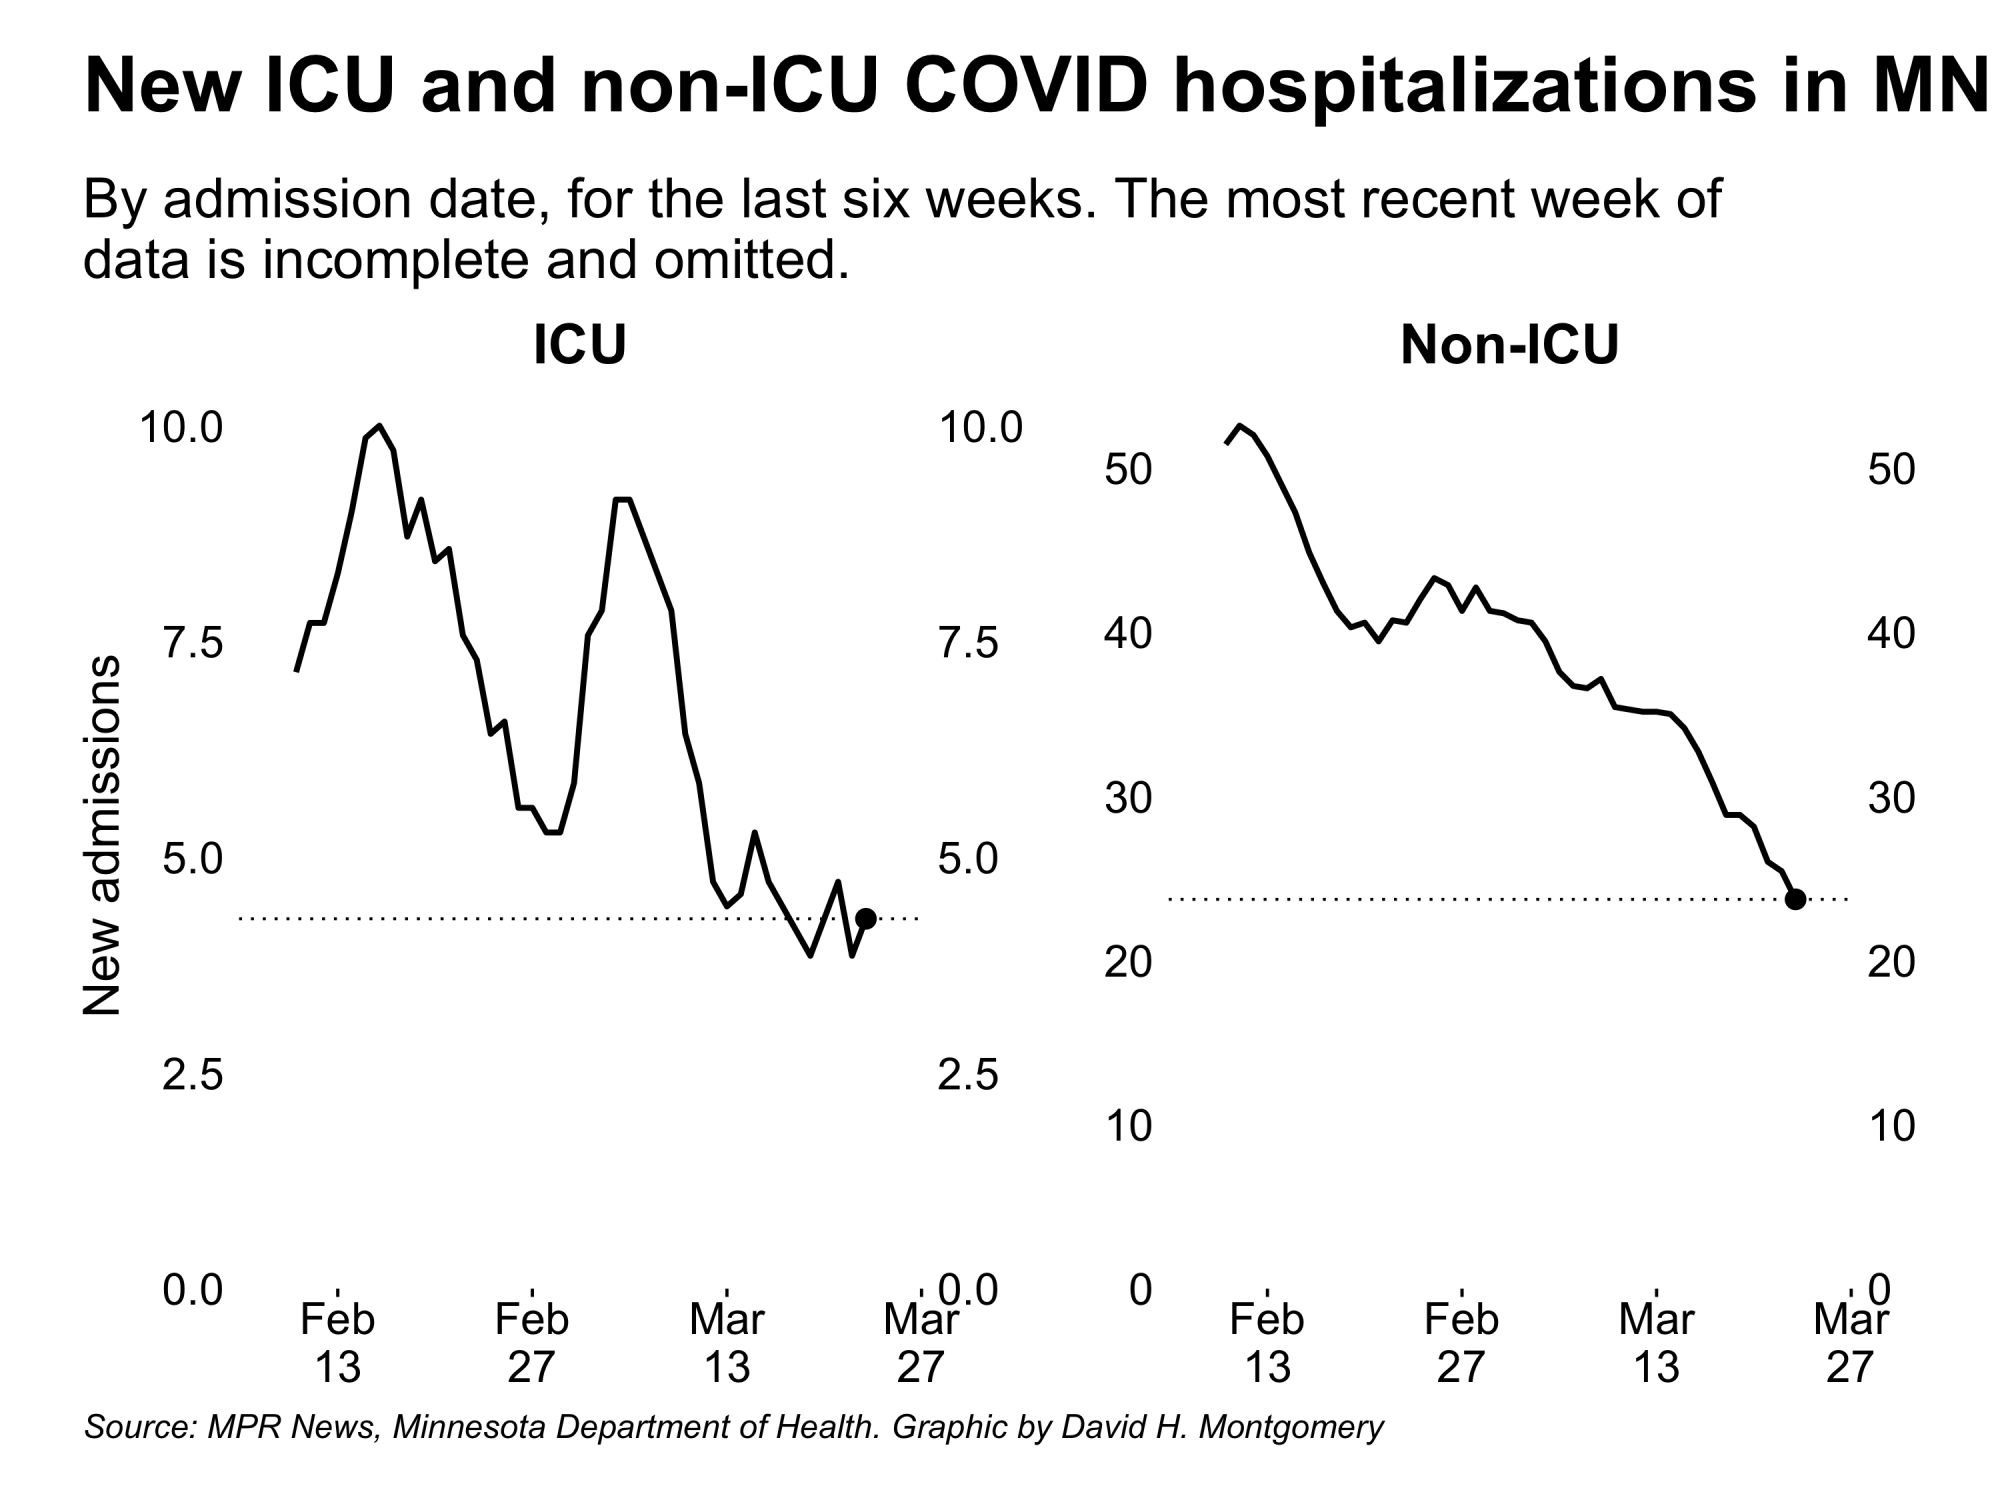 New ICU and non-ICU COVID hospitalizations in MN
By admission date, for the last six weeks. The most recent week of
data is incomplete and omitted.
ICU
New admissions
10.0
7.5
5.0
2.5
0.0
10.0
7.5
5.0
2.5
0.0
Feb
13
Feb
27
Mar
13
Mar
27
Non-ICU
50
40
30
20
10
0
50
40
30
20
10
0
Feb
13
Feb
27
Mar
13
Mar
27
Source: MPR News, Minnesota Department of Health. Graphic by David H. Montgomery